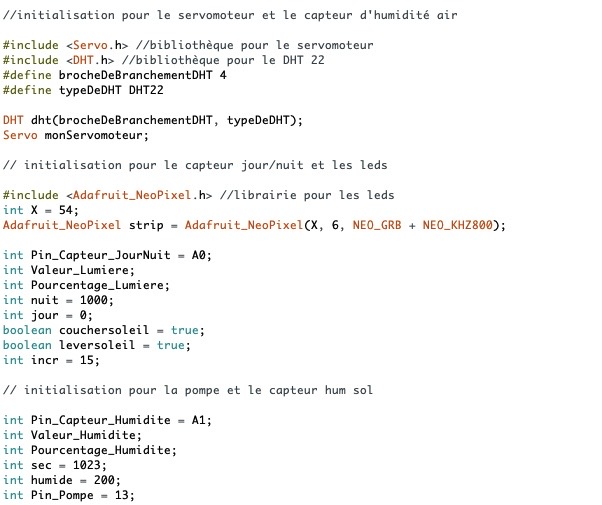 //initialisation pour le servomoteur et le capteur d'humidité air
#include <Servo.h> //bibliothèque pour le servomoteur
#include <DHT.h> //bibliothèque pour le DHT 22
#define brocheDeBranchementDHT 4
#define typeDeDHT DHT22
DHT dht(brocheDeBranchementDHT, typeDeDHT);
Servo monServomoteur;
// initialisation pour le capteur jour/nuit et les leds
#include <Adafruit_NeoPixel.h> //librairie pour les leds
int X = 54;
Adafruit_NeoPixel strip = Adafruit_NeoPixel(X, 6, NEO_GRB + NEO_KHZ800);
int Pin_Capteur_JourNuit = A0;
int Valeur_Lumiere;
int Pourcentage_Lumiere;
int nuit = 1000;
int jour = 0;
boolean couchersoleil = true;
boolean leversoleil = true;
int incr = 15;
// initialisation pour la pompe et le capteur hum sol
int Pin_Capteur_Humidite = A1;
int Valeur_Humidite;
int Pourcentage_Humidite;
int sec = 1023;
int humide = 200;
int Pin_Pompe = 13;